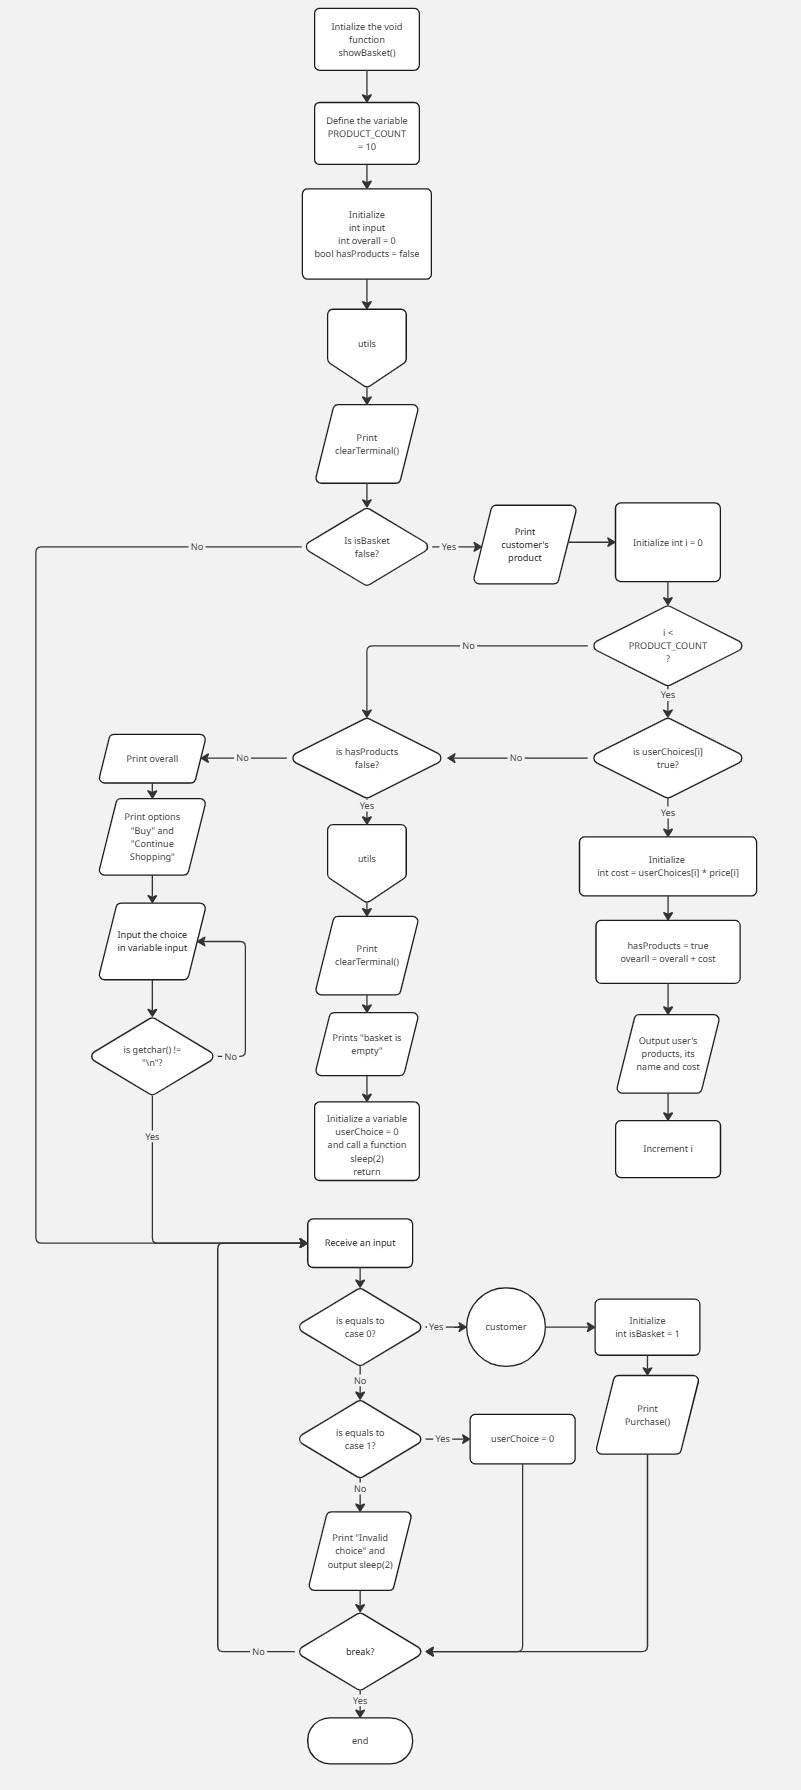 Intialize the void
function
showBasket()
Define the variable
PRODUCT_COUNT
= 10
Initialize
int input
int overall = 0
bool hasProducts = false
utils
Print
clearTerminal()
Is isBasket
false?
No
Yes
Print
customer's
product
Initialize int i = 0
i <
PRODUCT_COUNT
?
No
Yes
is userChoices[i]
true?
No
Yes
is hasProducts
false?
No
Yes
Print overall
Print options
"Buy" and
"Continue
Shopping"
Input the choice
in variable input
is getchar() !=
"\n"?
No
Yes
utils
Print
clearTerminal()
Prints "basket is
empty"
Initialize a variable
userChoice = 0
and call a function
sleep(2)
return
Initialize
int cost = userChoices[i] * price[i]
hasProducts = true
ovearll = overall + cost
Output user's
products, its
name and cost
Increment i
Receive an input
is equals to
case 0?
Yes
customer
Initialize
int isBasket = 1
Print
Purchase()
No
is equals to
case 1?
Yes
userChoice = 0
No
Print "Invalid
choice" and
output sleep(2)
break?
No
Yes
end